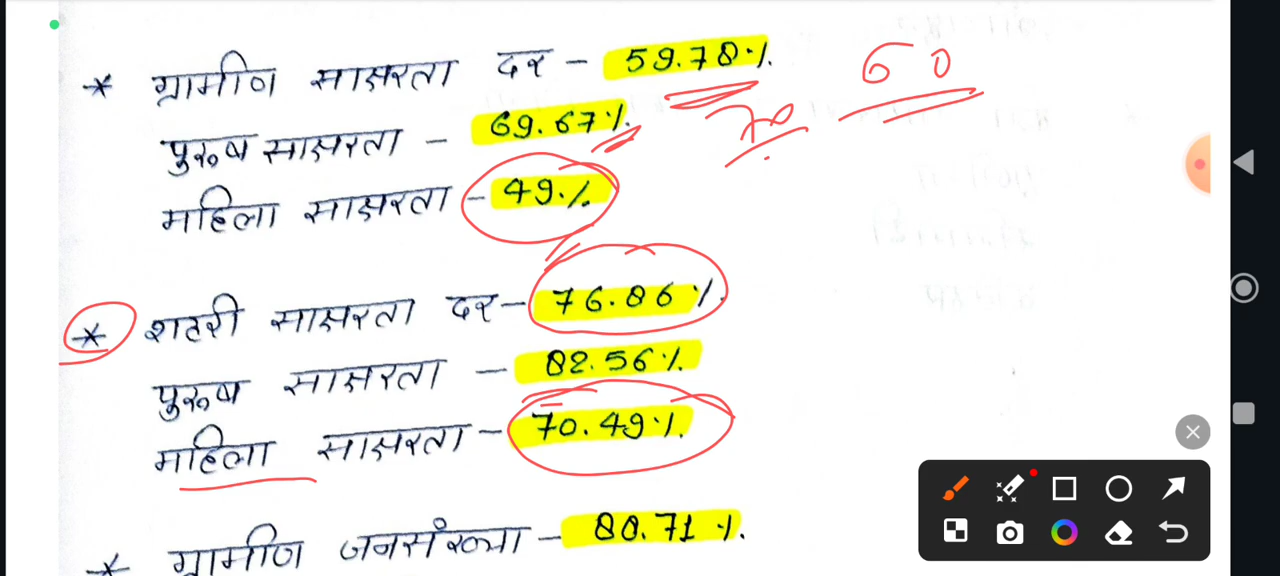 * ग्रामीण साक्षरता दर – 59.78% 60
पुरुष साक्षरता – 69.67% 70
महिला साक्षरता – 49%
* शहरी साक्षरता दर – 76.86%
पुरुष साक्षरता – 82.56%
महिला साक्षरता – 70.49%
* ग्रामीण जनसंख्या – 80.71%